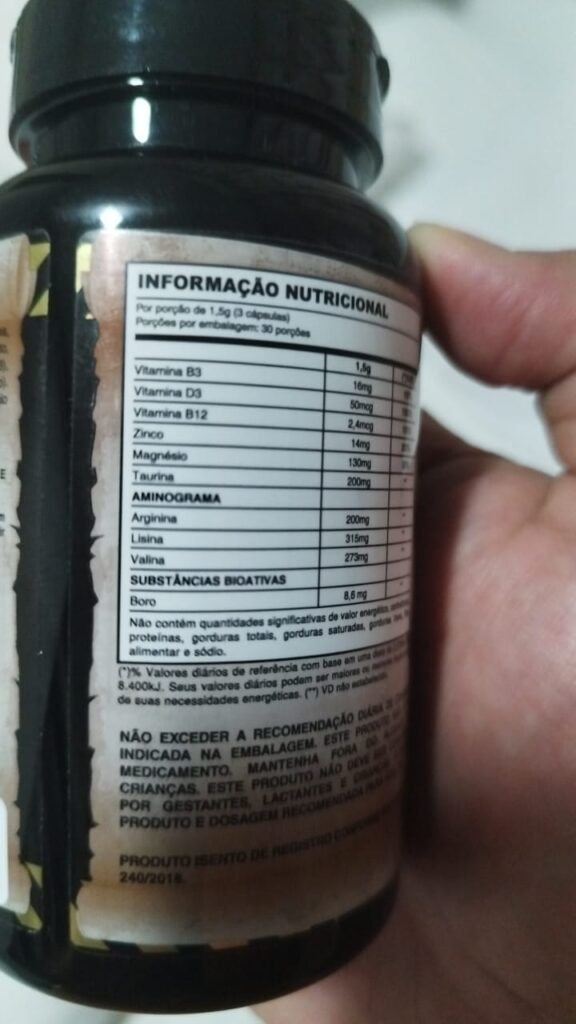 INFORMAÇÃO NUTRICIONAL
Por porção de 1,5g (3 cápsulas)
Porções por embalagem: 30 porções
1,5g
Vitamina B3 16mg
Vitamina D3 50mcg
Vitamina B12 2,4mcg
Zinco 14mg
Magnésio 130mg
Taurina 200mg
AMINOGRAMA
Arginina 200mg
Lisina 315mg
Valina 273mg
SUBSTÂNCIAS BIOATIVAS
Boro 8,6 mg
Não contém quantidades significativas de valor energético,
proteínas, gorduras totais, gorduras saturadas, gorduras
alimentar e sódio.
(*)% Valores diários de referência com base em uma dieta de
8.400kJ. Seus valores diários podem ser maiores ou menores
de suas necessidades energéticas. (**) VD não estabelecido.
NÃO EXCEDER A RECOMENDAÇÃO DIÁRIA DE
INDICADA NA EMBALAGEM. ESTE PRODUTO
MEDICAMENTO. MANTENHA FORA DO
CRIANÇAS. ESTE PRODUTO NÃO DEVE SER
POR GESTANTES, LACTANTES E CRIANÇAS
PRODUTO E DOSAGEM RECOMENDADA
PRODUTO ISENTO DE REGISTRO CONFORME
240/2018.